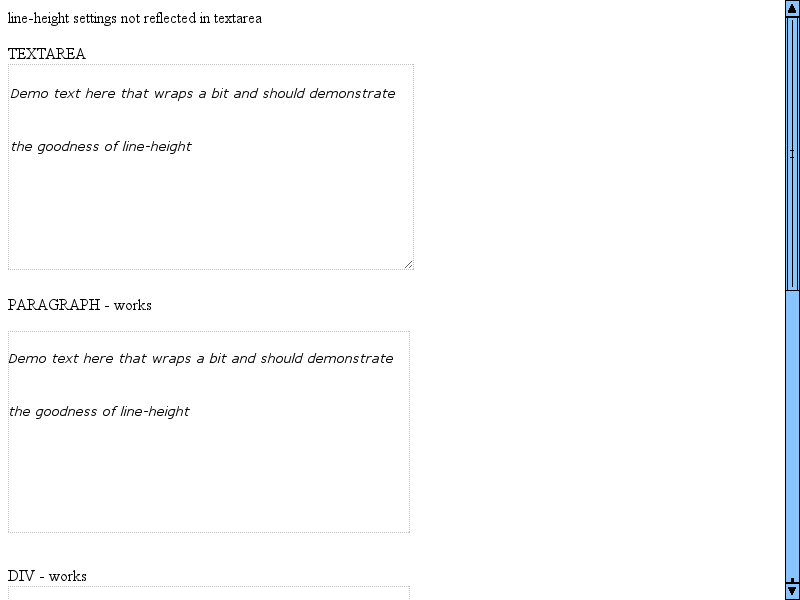 line-height settings not reflected in textarea
TEXTAREA
Demo text here that wraps a bit and should demonstrate
the goodness of line-height
PARAGRAPH - works
Demo text here that wraps a bit and should demonstrate
the goodness of line-height
DIV - works